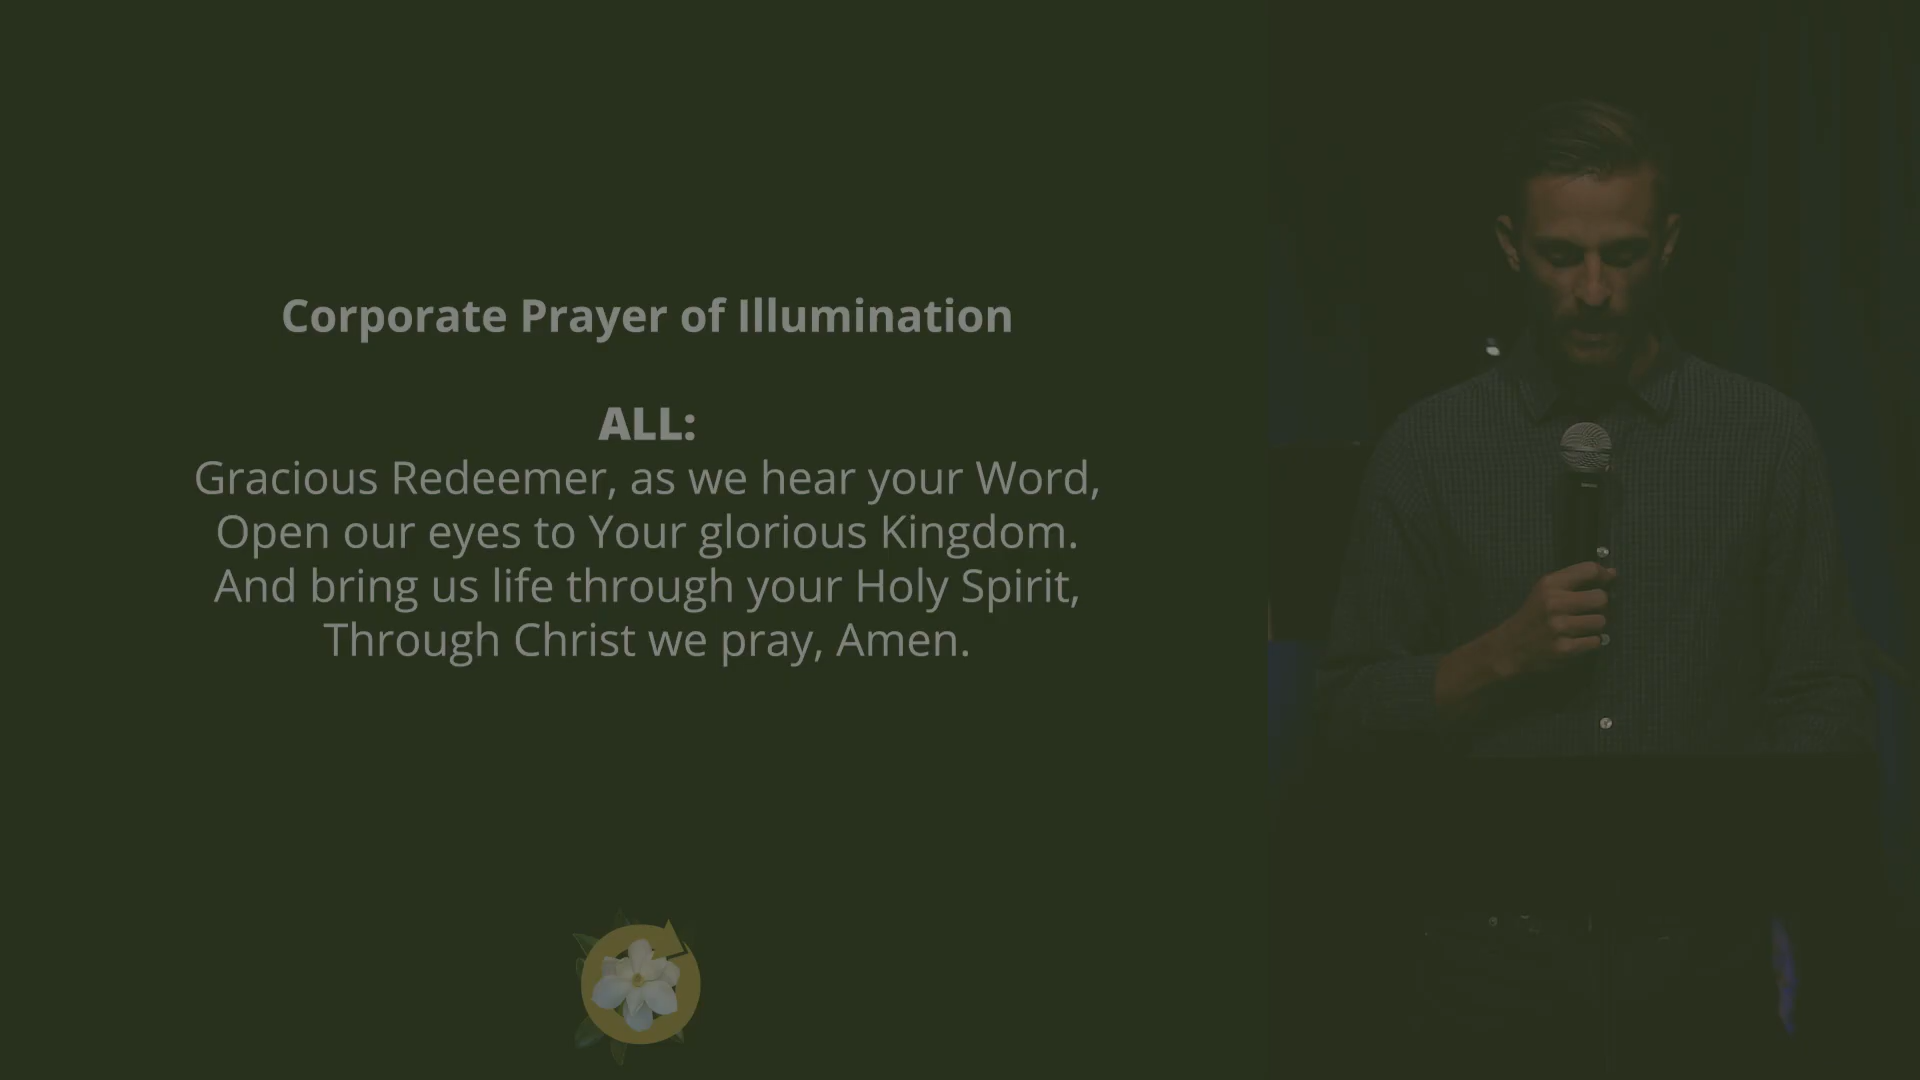 Corporate Prayer of Illumination
ALL:
Gracious Redeemer, as we hear your Word,
Open our eyes to Your glorious Kingdom.
And bring us life through your Holy Spirit,
Through Christ we pray, Amen.